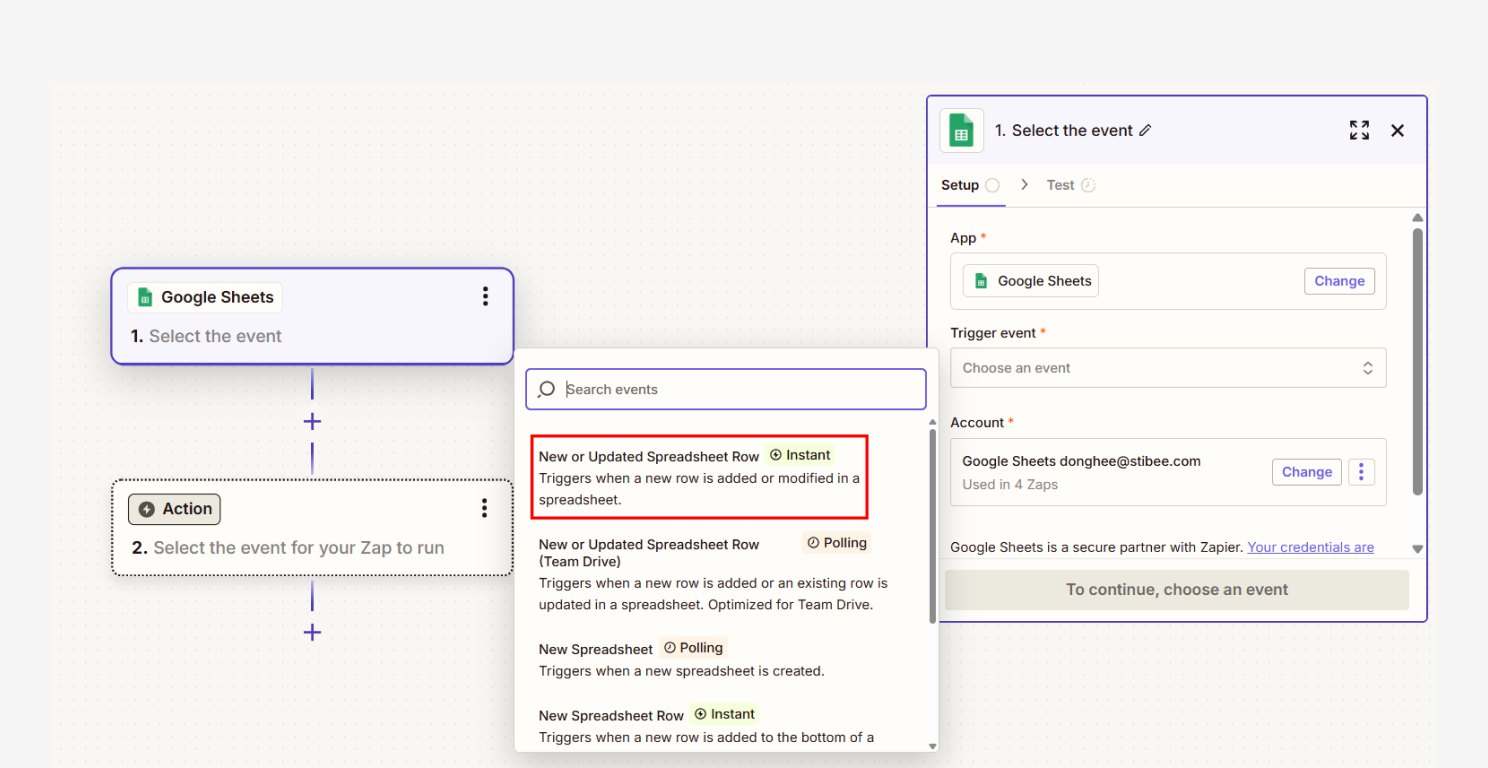 Google Sheets
1. Select the event
Action
2. Select the event for your Zap to run
Search events
New or Updated Spreadsheet Row Instant
Triggers when a new row is added or modified in a
spreadsheet.
New or Updated Spreadsheet Row Polling
(Team Drive)
Triggers when a new row is added or an existing row is
updated in a spreadsheet. Optimized for Team Drive.
New Spreadsheet Polling
Triggers when a new spreadsheet is created.
New Spreadsheet Row Instant
Triggers when a new row is added to the bottom of a
1. Select the event
Setup Test
App *
Google Sheets Change
Trigger event *
Choose an event
Account *
Google Sheets donghee@stibee.com
Used in 4 Zaps
Change
Google Sheets is a secure partner with Zapier. Your credentials are
To continue, choose an event